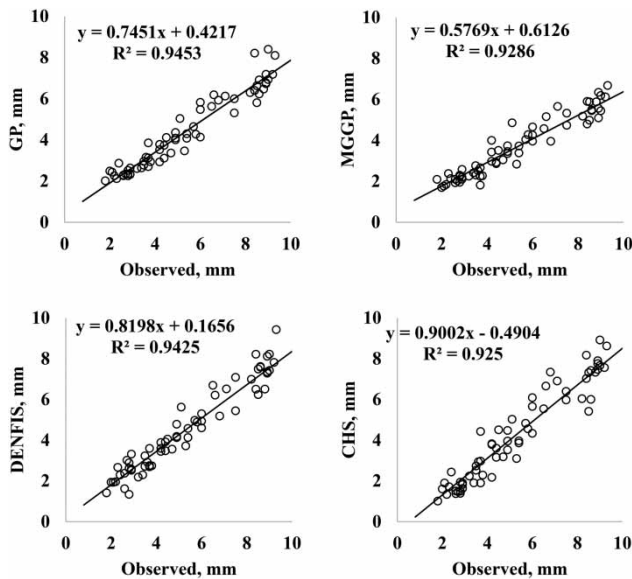 y = 0.7451x + 0.4217
R² = 0.9453
10
8
6
4
2
0
GP, mm
0 2 4 6 8 10
Observed, mm
y = 0.5769x + 0.6126
R² = 0.9286
10
8
6
4
2
0
MGGP, mm
0 2 4 6 8 10
Observed, mm
y = 0.8198x + 0.1656
R² = 0.9425
10
8
6
4
2
0
DENFIS, mm
0 2 4 6 8 10
Observed, mm
y = 0.9002x - 0.4904
R² = 0.925
10
8
6
4
2
0
CHS, mm
0 2 4 6 8 10
Observed, mm